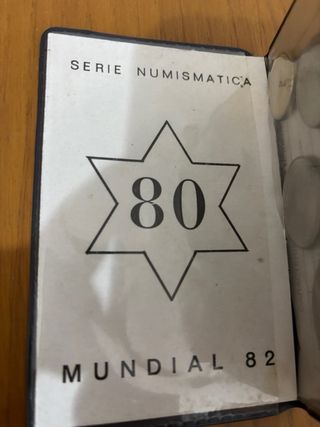 SERIE NUMISMATICA
80
MUNDIAL 82